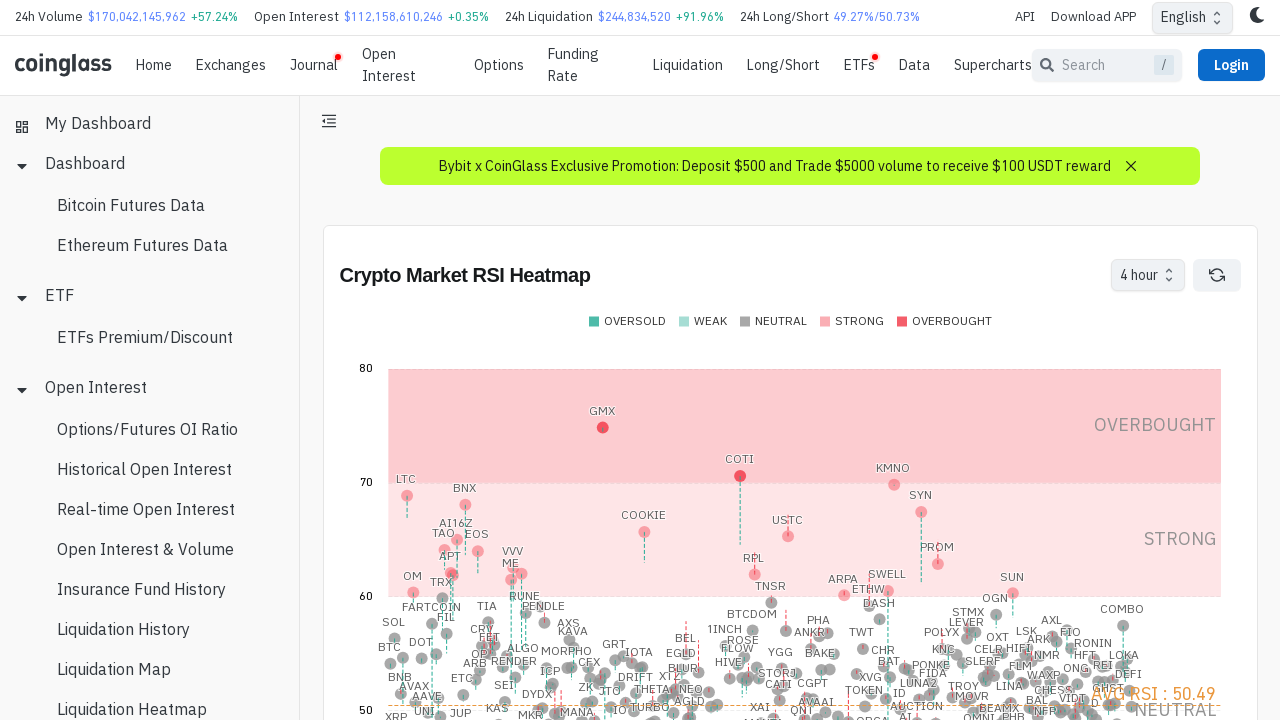 24h Volume $170,042,145,962 +57.24% Open Interest $112,158,610,246 +0.35% 24h Liquidation $244,834,520 +91.96% 24h Long/Short 49.27%/50.73% API Download APP English
coinglass Home Exchanges Journal Open Interest Options Funding Rate Liquidation Long/Short ETFs Data Supercharts Search / Login
My Dashboard
Dashboard
Bitcoin Futures Data
Ethereum Futures Data
ETF
ETFs Premium/Discount
Open Interest
Options/Futures OI Ratio
Historical Open Interest
Real-time Open Interest
Open Interest & Volume
Insurance Fund History
Liquidation History
Liquidation Map
Liquidation Heatmap
Bybit x CoinGlass Exclusive Promotion: Deposit $500 and Trade $5000 volume to receive $100 USDT reward
Crypto Market RSI Heatmap 4 hour
OVERSOLD WEAK NEUTRAL STRONG OVERBOUGHT
80
GMX
OVERBOUGHT
COTI
KMNO
LTC
70
BNX
SYN
COOKIE
USTC
AI16Z
TAO EOS
STRONG
PROM
APT
VVV
RPL
ME
OM
TRX
TNSR
ARPA
SWELL
SUN
ETHW
60
RUNE
OGN
DASH
FARTCOIN
TIA
PENDLE
COMBO
FIL
BTCDOM
STMX
SOL
AXS
PHA
LEVER
AXL
CRV
KAVA
1INCH
ANKR
TWT
POLYX
LSK
FIO
FET
BEL
ROSE
OXT
ARK
DOT
GRT
RONIN
BTC
ALGO
FLOW
CHR
KNC
CELR
HIFI
MORPHO
IOTA
EGLD
YGG
BAKE
NMR
HFT
LOKA
OP
ARB
RENDER
CFX
BLUR
HIVE
BAT
PONKE
SLERF
FLM
REI
ICP
DRIFT
XTZ
STORJ
XVG
FIDA
WAXP
ONG
DEFI
BNB
ETC
SEI
ZK
JTO
THETA
NEO
CATI
CGPT
TOKEN
LUNA2
TROY
LINA
CHESS
GHST
AVAX
AAVE
DYDX
AGLD
AVAAI
ID
MOVR
VIDT
AVG RSI : 50.49
UNI
KAS
IO
TURBO
XAI
AUCTION
BEAMX
BAL
NEUTRAL
50
XRP
JUP
MKR
MANA
QNT
ORCA
OMNI
PHB